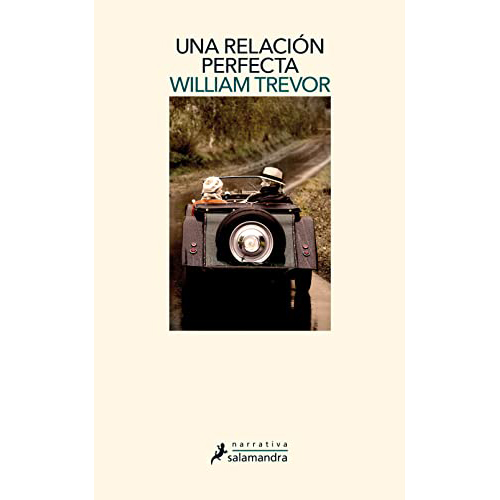 UNA RELACIÓN
PERFECTA
WILLIAM TREVOR
narrativa
salamandra